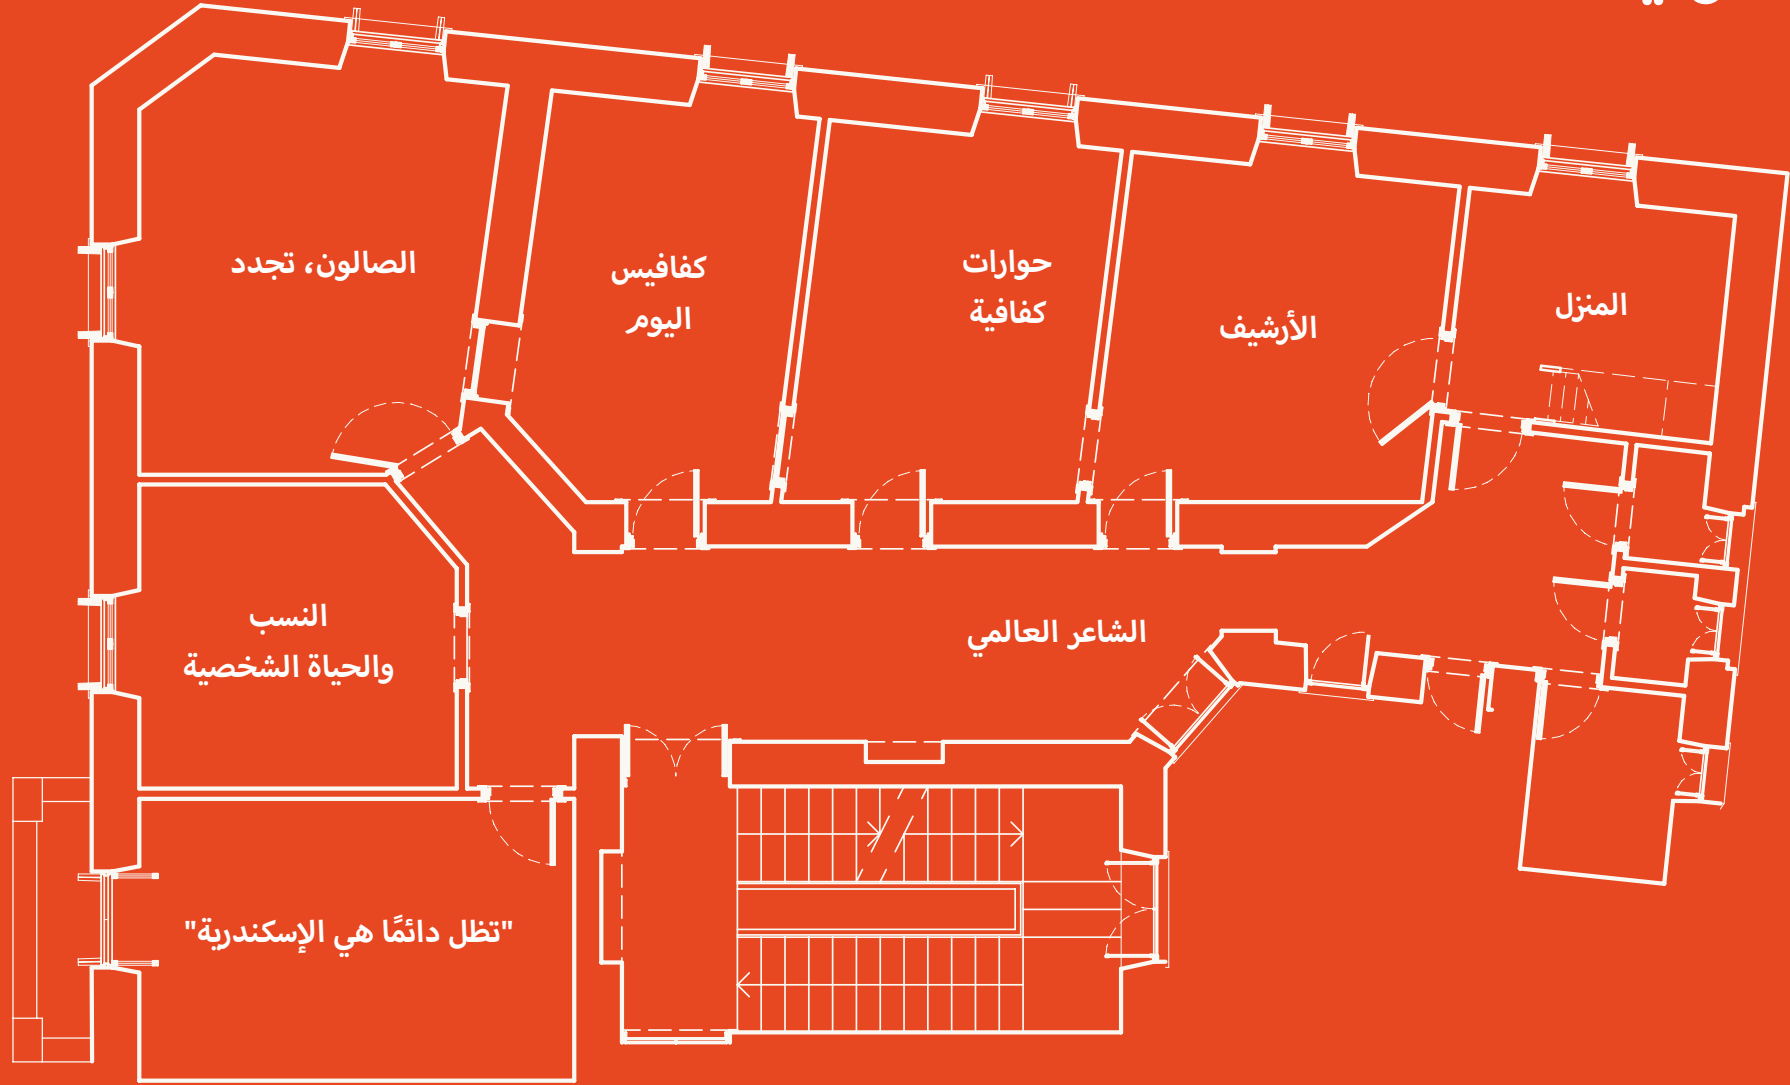 المنزل
الأرشيف
حوارات
كفافية
كفافيس
اليوم
الصالون، تجدد
الشاعر العالمي
النسب
والحياة الشخصية
"تظل دائمًا هي الإسكندرية"